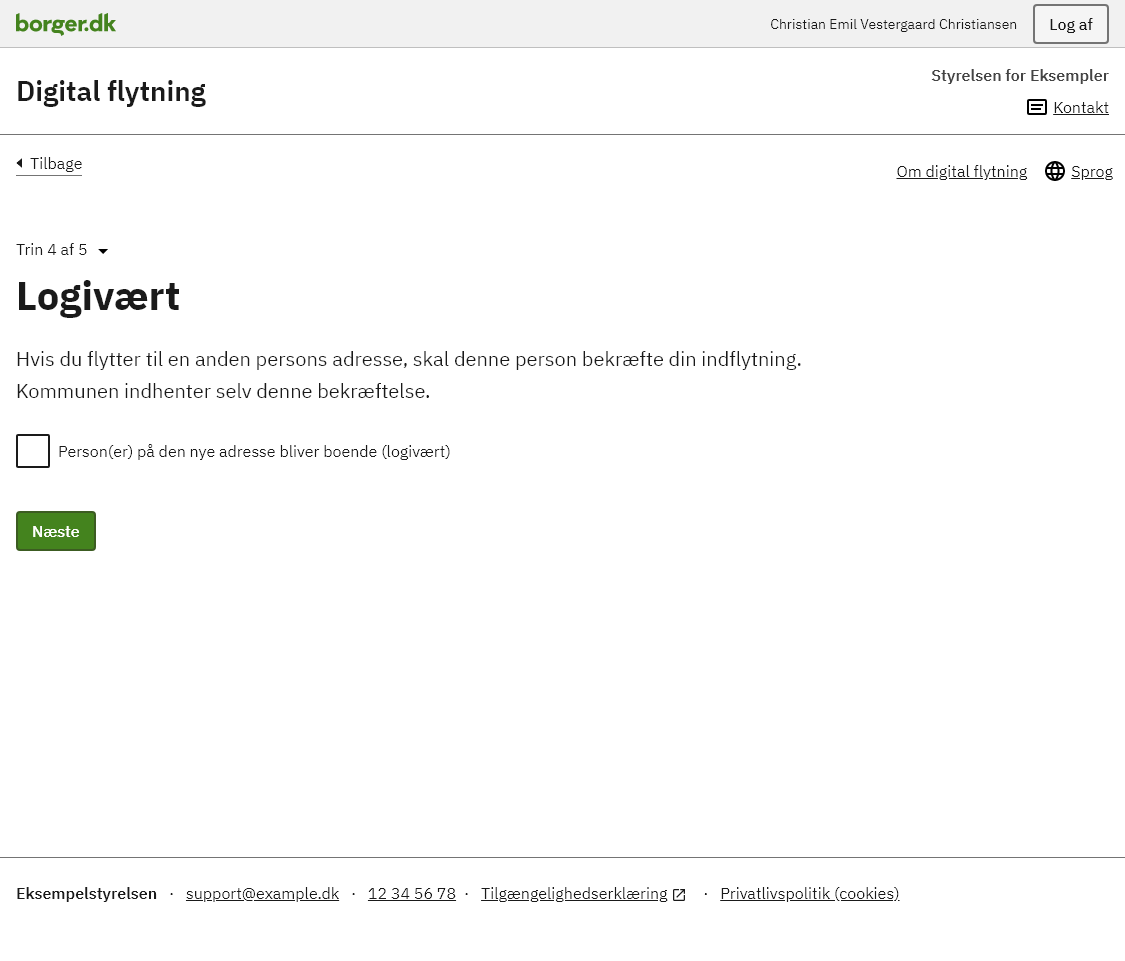 borger.dk
Christian Emil Vestergaard Christiansen
Log af
Digital flytning
Styrelsen for Eksempler
Kontakt
Tilbage
Om digital flytning
Sprog
Trin 4 af 5
Logivært
Hvis du flytter til en anden persons adresse, skal denne person bekræfte din indflytning.
Kommunen indhenter selv denne bekræftelse.
Person(er) på den nye adresse bliver boende (logivært)
Næste
Eksempelstyrelsen · support@example.dk · 12 34 56 78 · Tilgængelighedserklæring · Privatlivspolitik (cookies)